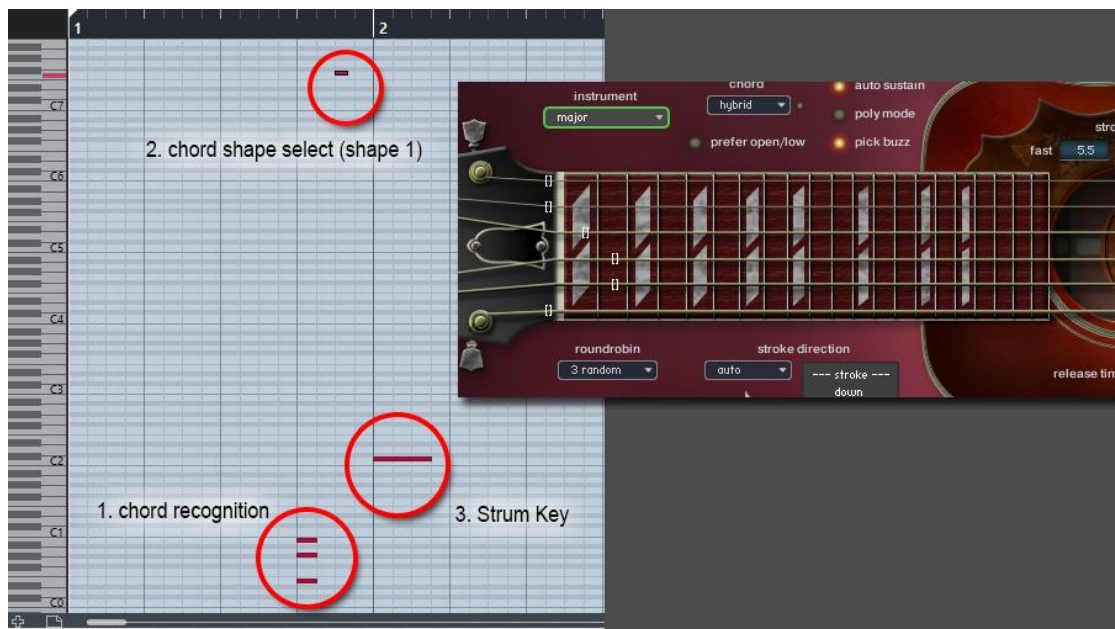 1
2
C7
2. chord shape select (shape 1)
C6
C5
C4
C3
C2
1. chord recognition
3. Strum Key
C1
C0
instrument
major
chord
hybrid
auto sustain
poly mode
prefer open/low
pick buzz
fast 5.5
[]
[]
[]
[]
[]
[]
roundrobin
3 random
stroke direction
auto
--- stroke ---
down